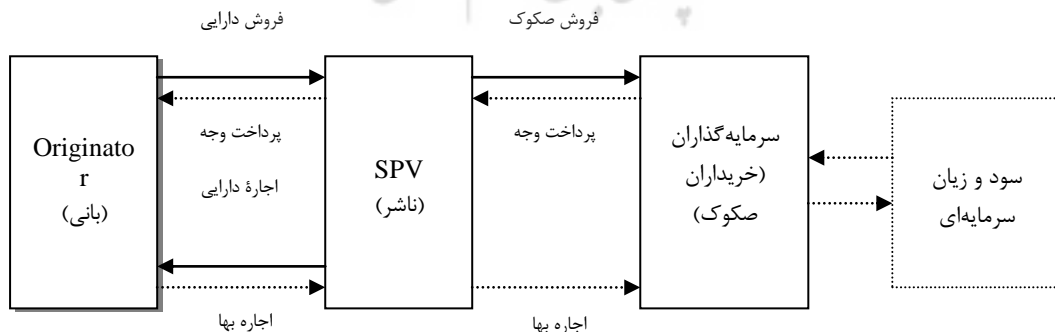 فروش دارایی
فروش صکوک
پرداخت وجه
اجارهٔ دارایی
پرداخت وجه
Originato
r
(بانی)
SPV
(ناشر)
سرمایه‌گذاران
(خریداران
صکوک)
سود و زیان
سرمایه‌ای
اجاره بها
اجاره بها